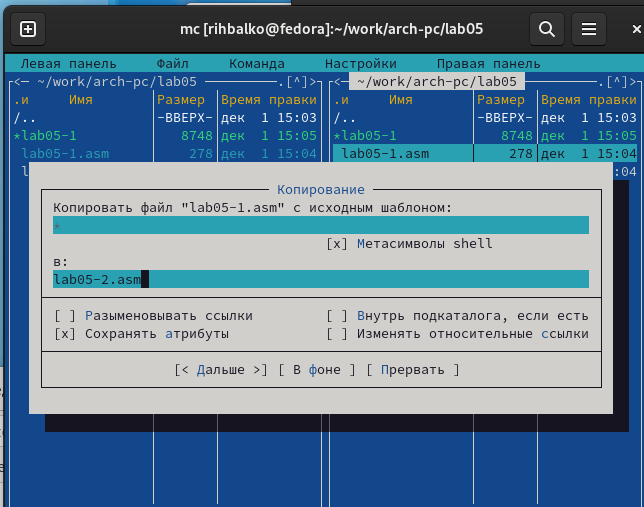 mc [rihbalko@fedora]:~/work/arch-pc/lab05
Левая панель Файл Команда Настройки Правая панель
<— ~/work/arch-pc/lab05 .[^]> <— ~/work/arch-pc/lab05 .[^]>
.и Имя Размер Время правки .и Имя Размер Время правки
/.. -ВВЕРХ- дек 1 15:03 /.. -ВВЕРХ- дек 1 15:03
*lab05-1 8748 дек 1 15:05 *lab05-1 8748 дек 1 15:05
lab05-1.asm 278 дек 1 15:04 lab05-1.asm 278 дек 1 15:04
:04
Копирование
Копировать файл "lab05-1.asm" с исходным шаблоном:
*
[x] Метасимволы shell
в:
lab05-2.asm
[ ] Разыменовывать ссылки [ ] Внутрь подкаталога, если есть
[x] Сохранять атрибуты [ ] Изменять относительные ссылки
[< Дальше >] [ В фоне ] [ Прервать ]